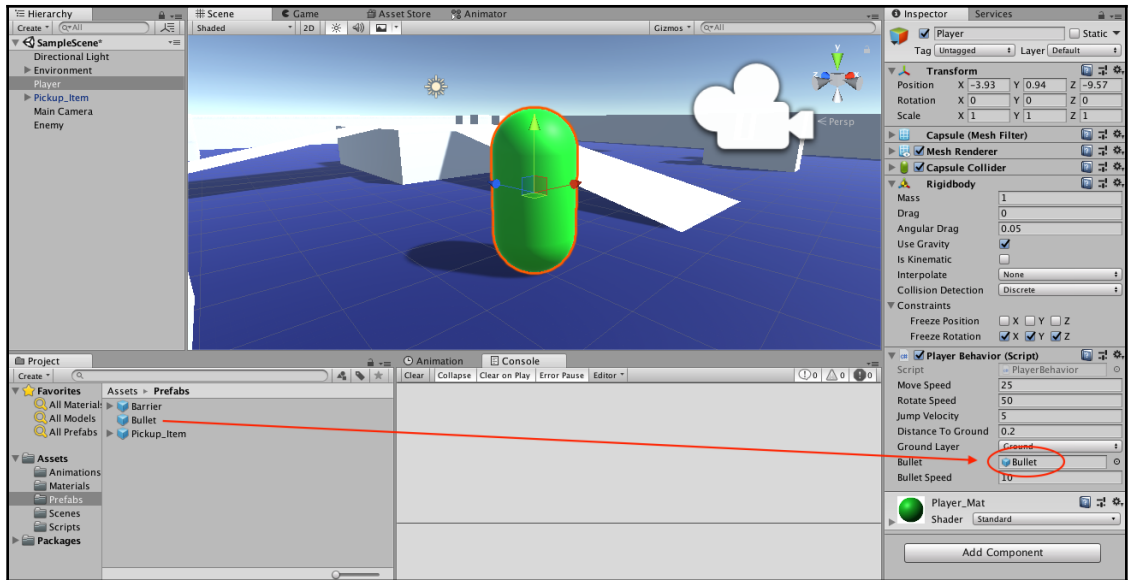 Hierarchy
Create
All
SampleScene*
Directional Light
Environment
Player
Pickup_Item
Main Camera
Enemy
Scene
Game
Asset Store
Animator
Shaded
2D
Gizmos
All
y
Persp
Inspector
Services
Player
Static
Tag Untagged Layer Default
Transform
Position X -3.93 Y 0.94 Z -9.57
Rotation X 0 Y 0 Z 0
Scale X 1 Y 1 Z 1
Capsule (Mesh Filter)
Mesh Renderer
Capsule Collider
Rigidbody
Mass 1
Drag 0
Angular Drag 0.05
Use Gravity
Is Kinematic
Interpolate None
Collision Detection Discrete
Constraints
Freeze Position X Y Z
Freeze Rotation X Y Z
Player Behavior (Script)
Script PlayerBehavior
Move Speed 25
Rotate Speed 50
Jump Velocity 5
Distance To Ground 0.2
Ground Layer Ground
Bullet Bullet
Bullet Speed 10
Player_Mat
Shader Standard
Add Component
Project
Create
Favorites
All Materials
All Models
All Prefabs
Assets
Animations
Materials
Prefabs
Scenes
Scripts
Packages
Assets Prefabs
Barrier
Bullet
Pickup_Item
Animation
Console
Clear Collapse Clear on Play Error Pause Editor
0 0 0